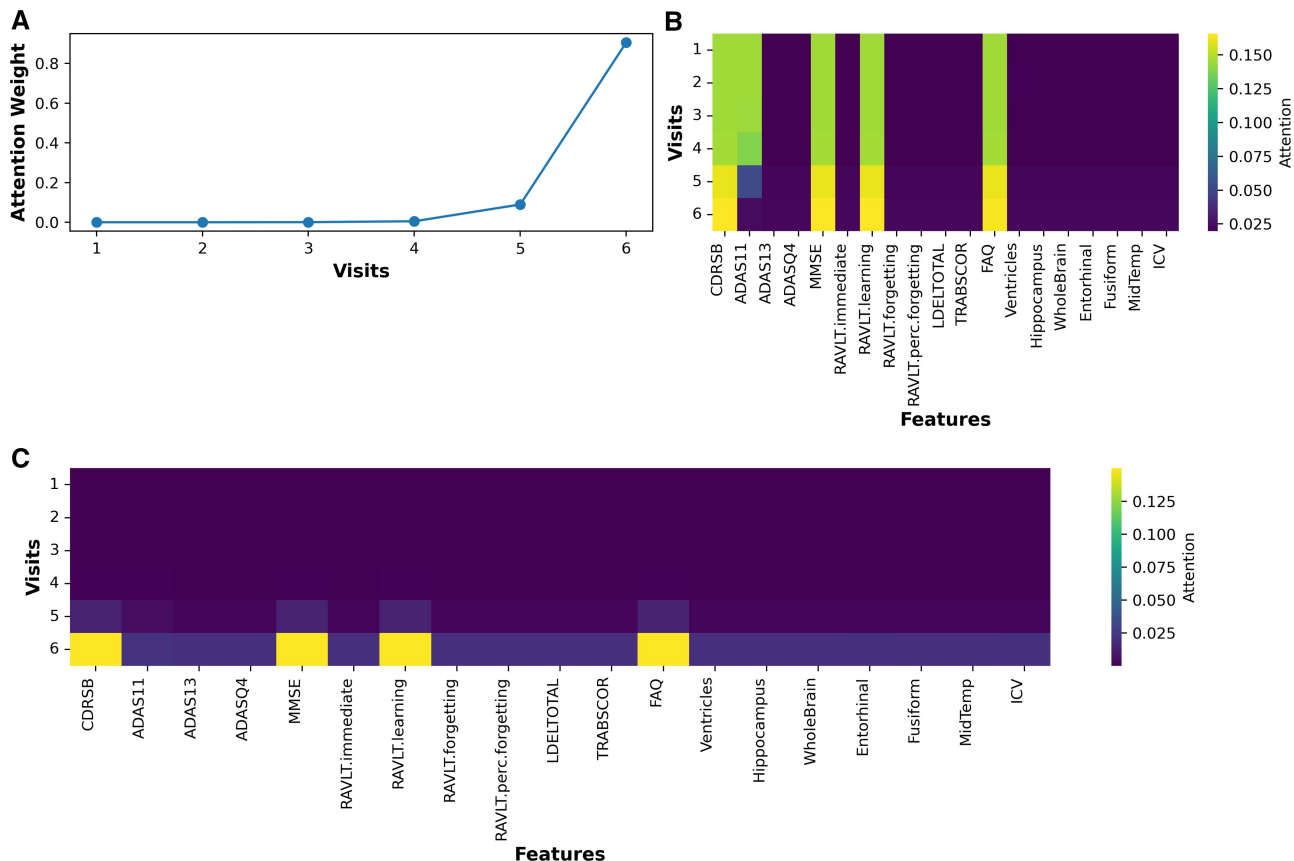 A
Attention Weight
0.8
0.6
0.4
0.2
0.0
1 2 3 4 5 6
Visits
B
Visits
1
2
3
4
5
6
CDRSB
ADAS11
ADAS13
ADASQ4
MMSE
RAVLT.immediate
RAVLT.learning
RAVLT.forgetting
RAVLT.perc.forgetting
LDELTOTAL
TRABSCOR
FAQ
Ventricles
Hippocampus
WholeBrain
Entorhinal
Fusiform
MidTemp
ICV
Features
0.150
0.125
0.100
0.075
0.050
0.025
Attention
C
Visits
1
2
3
4
5
6
CDRSB
ADAS11
ADAS13
ADASQ4
MMSE
RAVLT.immediate
RAVLT.learning
RAVLT.forgetting
RAVLT.perc.forgetting
LDELTOTAL
TRABSCOR
FAQ
Ventricles
Hippocampus
WholeBrain
Entorhinal
Fusiform
MidTemp
ICV
Features
0.125
0.100
0.075
0.050
0.025
Attention